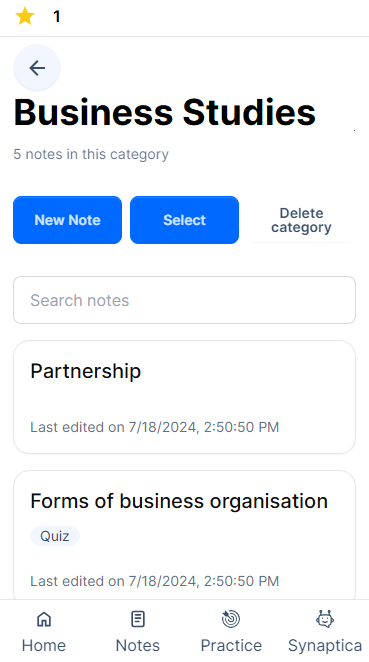 1
Business Studies
5 notes in this category
New Note
Select
Delete
category
Search notes
Partnership
Last edited on 7/18/2024, 2:50:50 PM
Forms of business organisation
Quiz
Last edited on 7/18/2024, 2:50:50 PM
Home
Notes
Practice
Synaptica